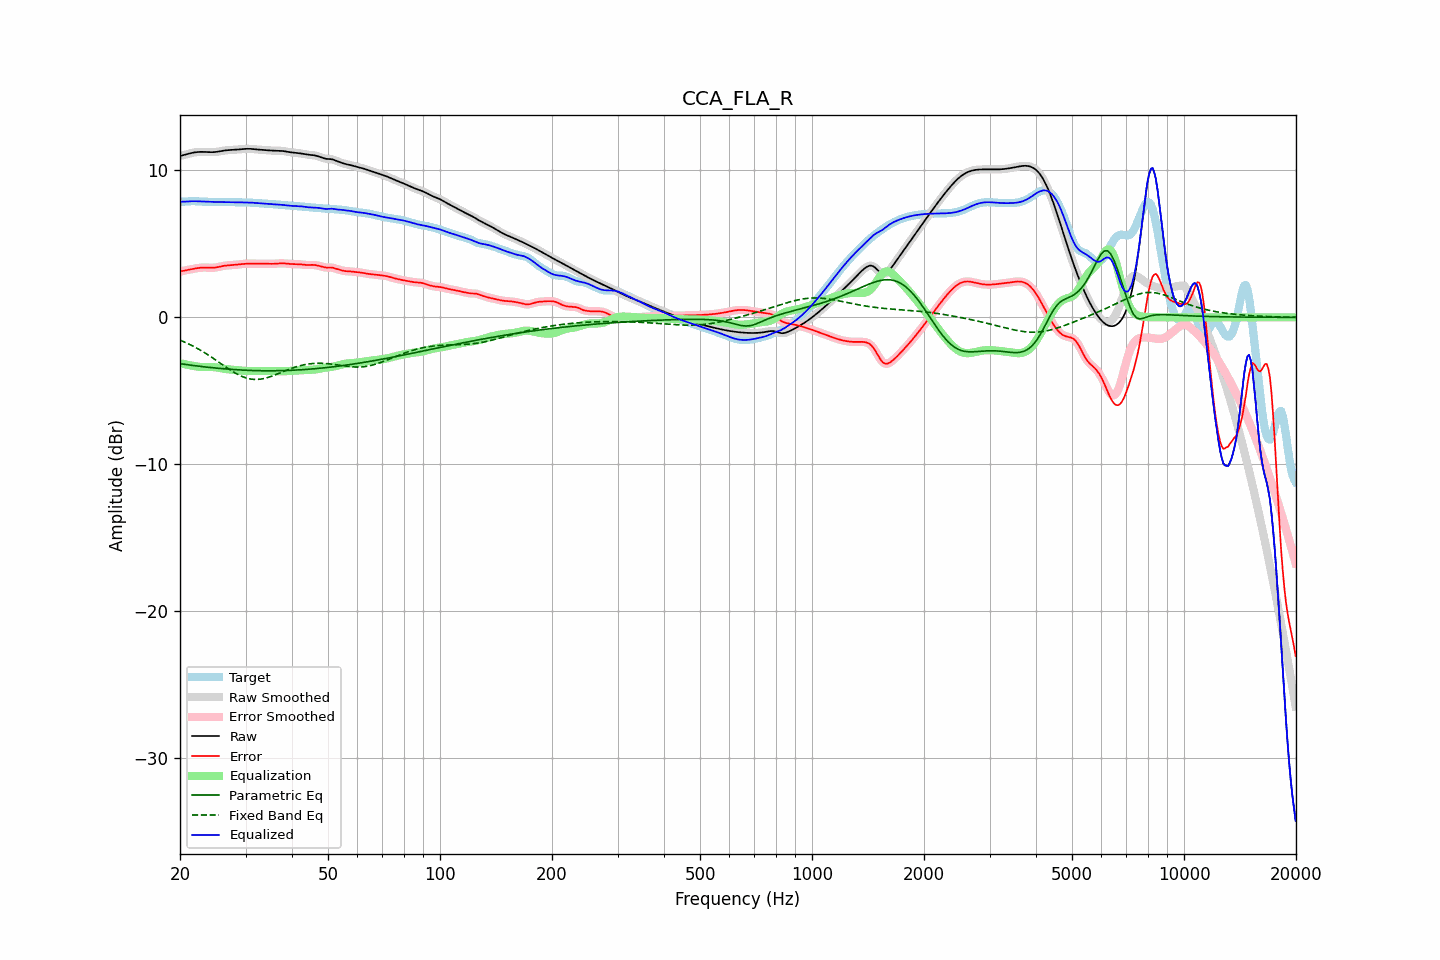 CCA_FLA_R
10
0
−10
−20
−30
Amplitude (dBr)
Target
Raw Smoothed
Error Smoothed
Raw
Error
Equalization
Parametric Eq
Fixed Band Eq
Equalized
20 50 100 200 500 1000 2000 5000 10000 20000
Frequency (Hz)